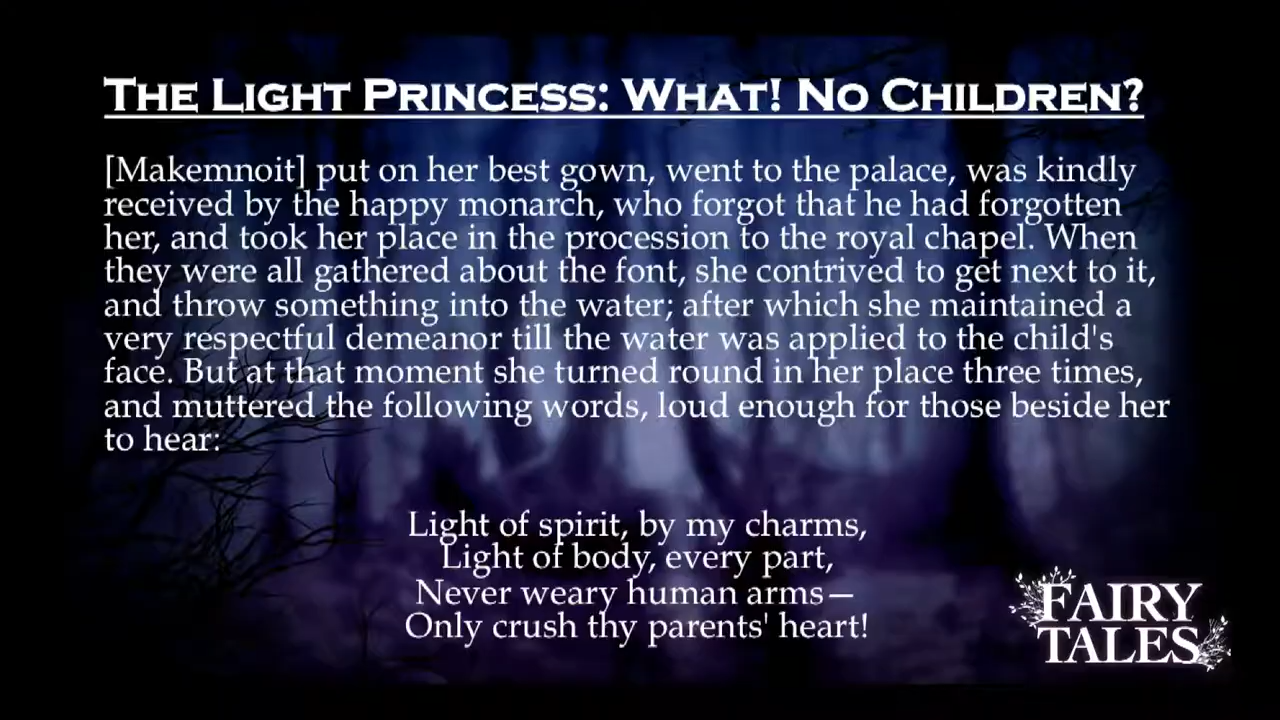 THE LIGHT PRINCESS: WHAT! NO CHILDREN?
[Makemnoit] put on her best gown, went to the palace, was kindly
received by the happy monarch, who forgot that he had forgotten
her, and took her place in the procession to the royal chapel. When
they were all gathered about the font, she contrived to get next to it,
and throw something into the water; after which she maintained a
very respectful demeanor till the water was applied to the child's
face. But at that moment she turned round in her place three times,
and muttered the following words, loud enough for those beside her
to hear:
Light of spirit, by my charms,
Light of body, every part,
Never weary human arms—
Only crush thy parents' heart!
FAIRY
TALES